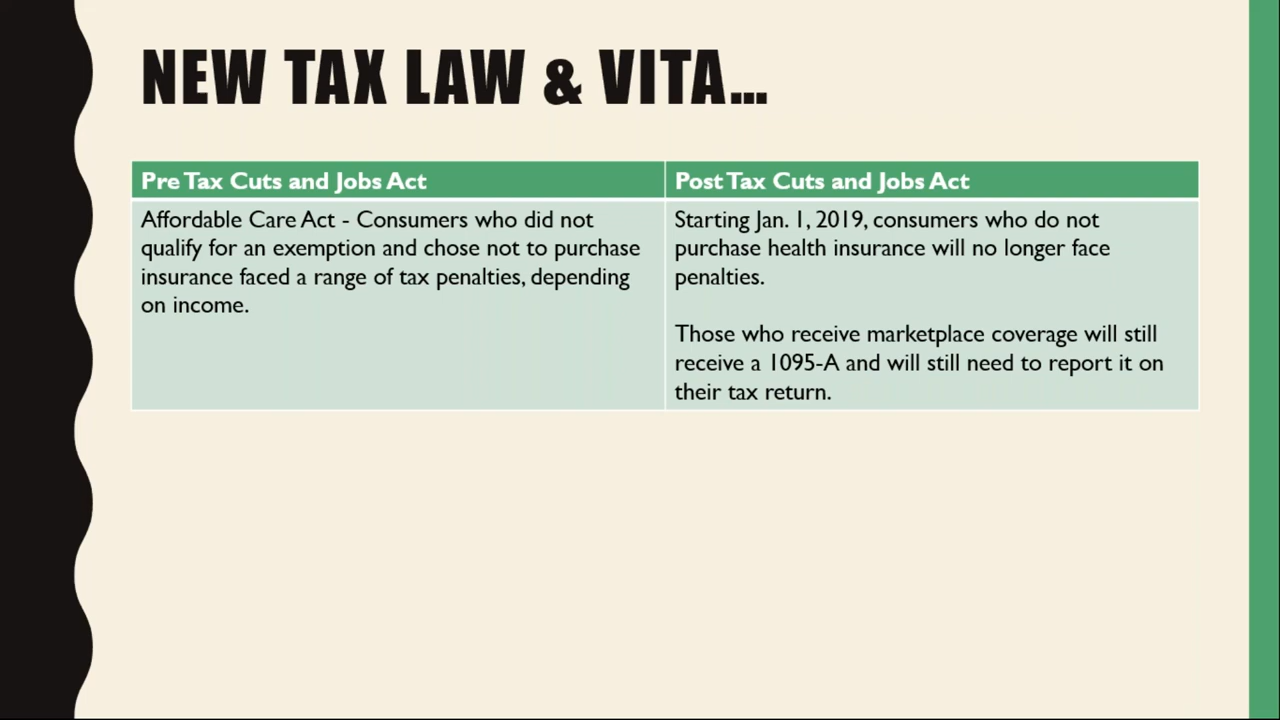 NEW TAX LAW & VITA...
Pre Tax Cuts and Jobs Act
Affordable Care Act - Consumers who did not
qualify for an exemption and chose not to purchase
insurance faced a range of tax penalties, depending
on income.
Post Tax Cuts and Jobs Act
Starting Jan. 1, 2019, consumers who do not
purchase health insurance will no longer face
penalties.
Those who receive marketplace coverage will still
receive a 1095-A and will still need to report it on
their tax return.